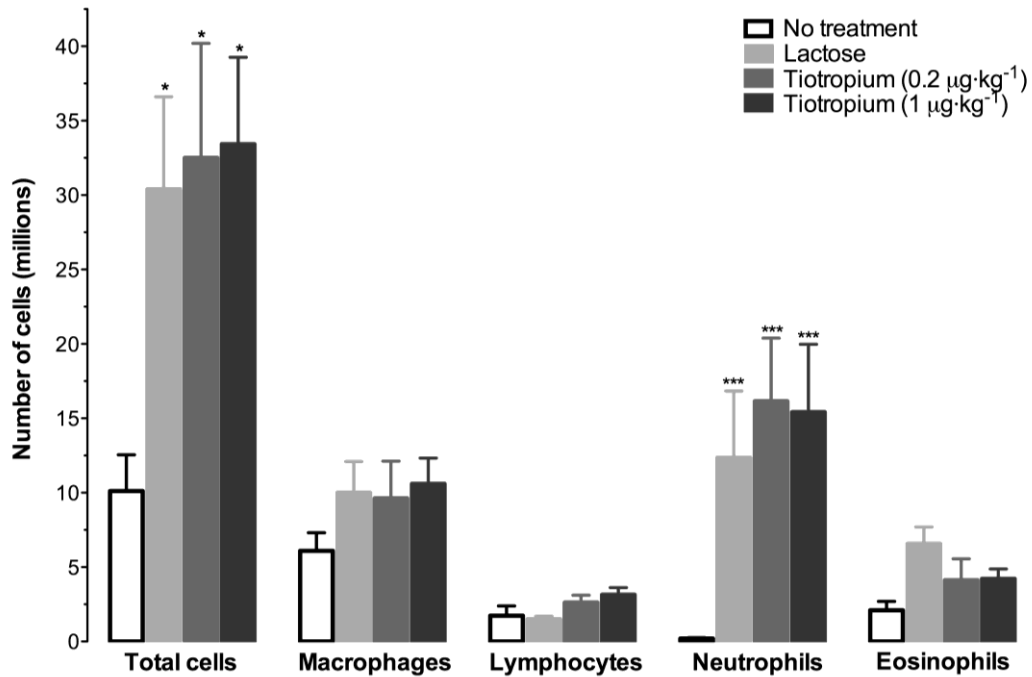 No treatment
Lactose
Tiotropium (0.2 μg·kg⁻¹)
Tiotropium (1 μg·kg⁻¹)
Number of cells (millions)
40
35
30
25
20
15
10
5
0
* * *
*** *** ***
Total cells Macrophages Lymphocytes Neutrophils Eosinophils